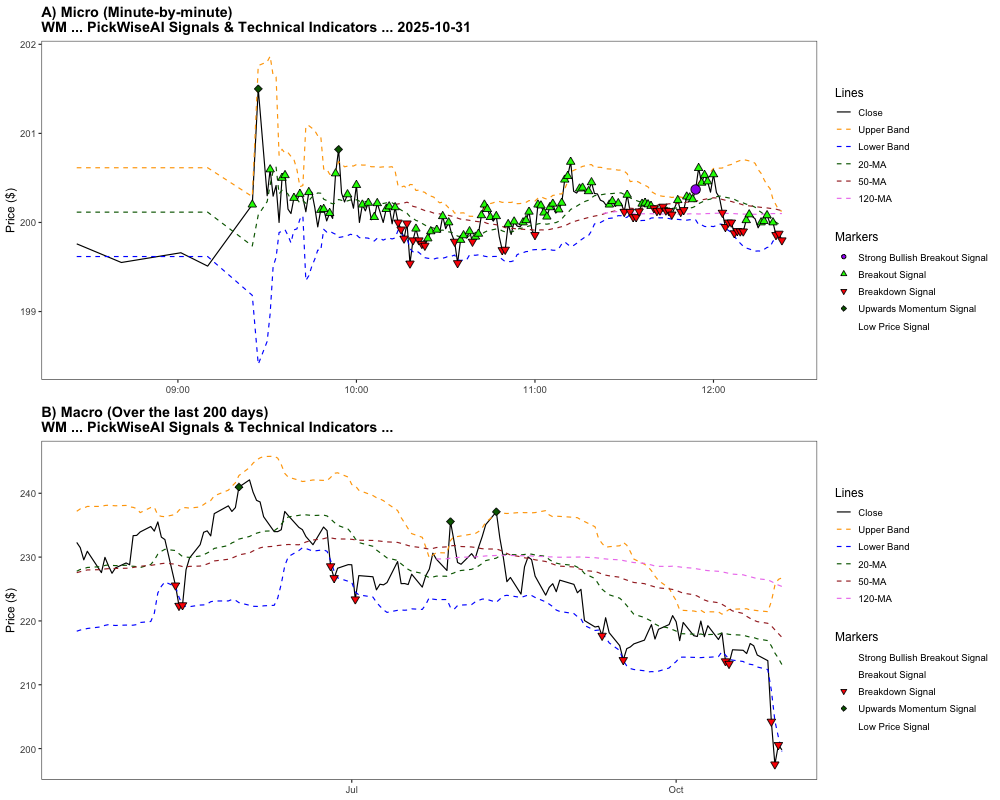 A) Micro (Minute-by-minute)
WM ... PickWiseAI Signals & Technical Indicators ... 2025-10-31
Price ($)
202
201
200
199
09:00
10:00
11:00
12:00
Lines
Close
Upper Band
Lower Band
20-MA
50-MA
120-MA
Markers
Strong Bullish Breakout Signal
Breakout Signal
Breakdown Signal
Upwards Momentum Signal
Low Price Signal
B) Macro (Over the last 200 days)
WM ... PickWiseAI Signals & Technical Indicators ...
Price ($)
240
230
220
210
200
Jul
Oct
Lines
Close
Upper Band
Lower Band
20-MA
50-MA
120-MA
Markers
Strong Bullish Breakout Signal
Breakout Signal
Breakdown Signal
Upwards Momentum Signal
Low Price Signal